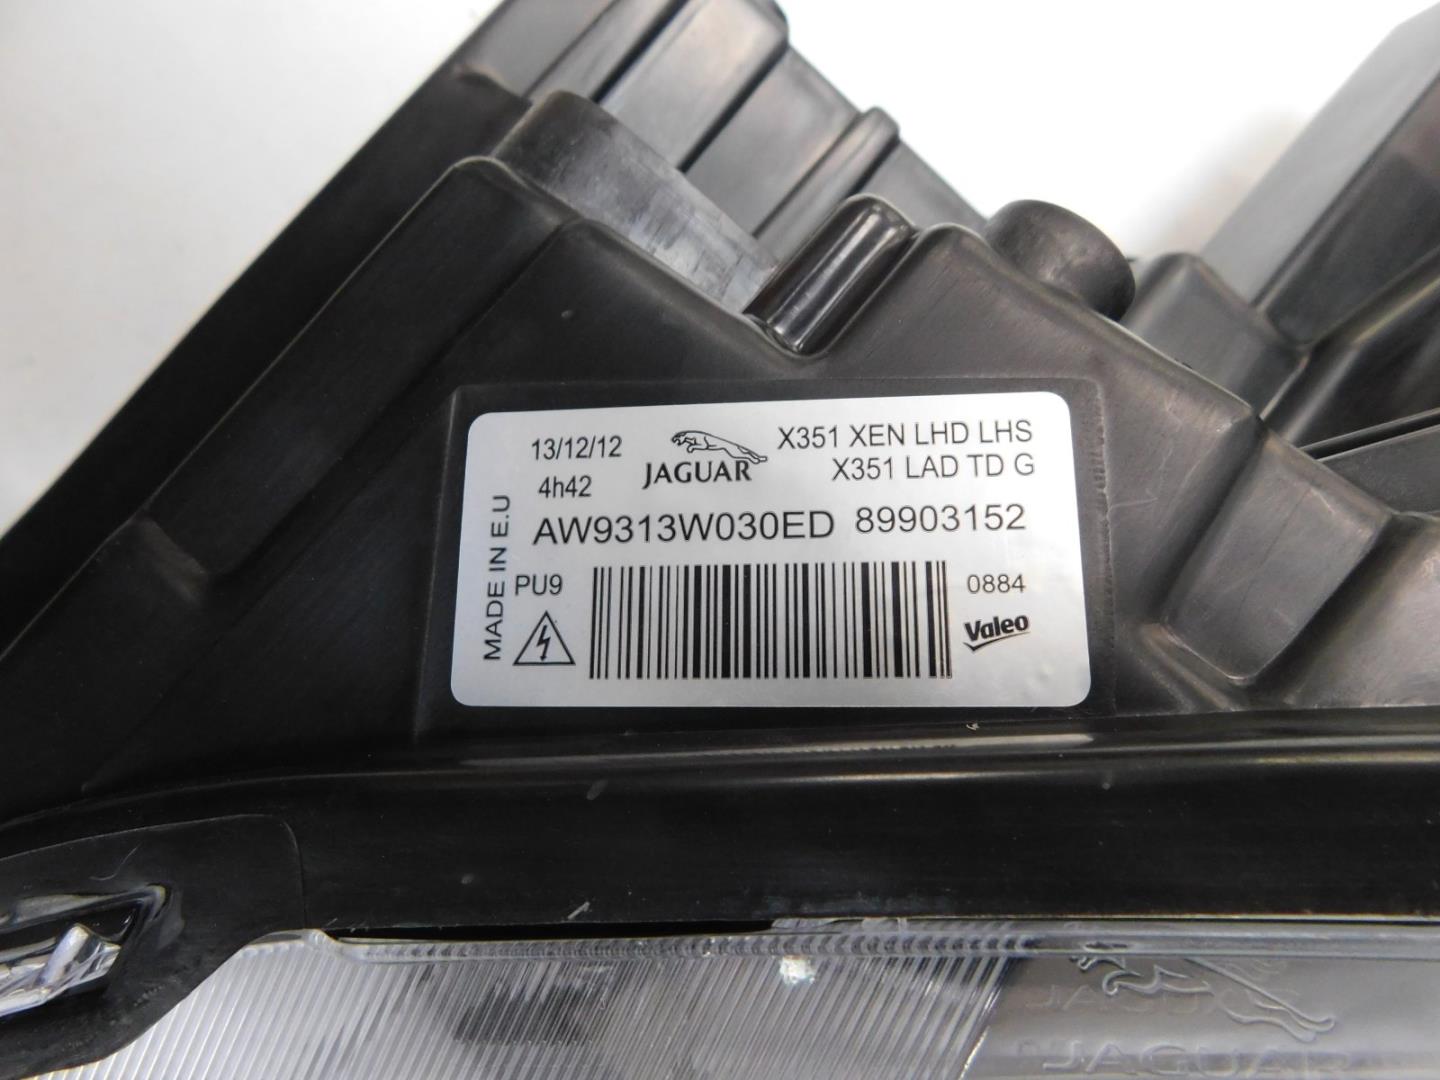 13/12/12
4h42
JAGUAR
X351 XEN LHD LHS
X351 LAD TD G
AW9313W030ED 89903152
MADE IN E.U
PU9
0884
Valeo
JAGUAR
JAGUAR